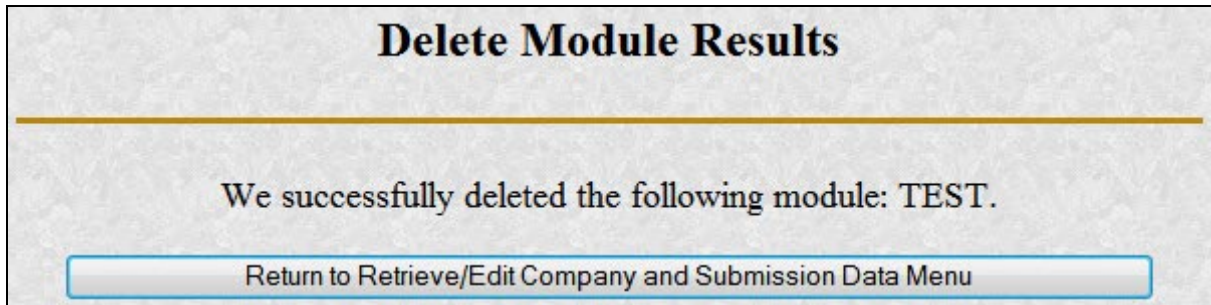 Delete Module Results
We successfully deleted the following module: TEST.
Return to Retrieve/Edit Company and Submission Data Menu